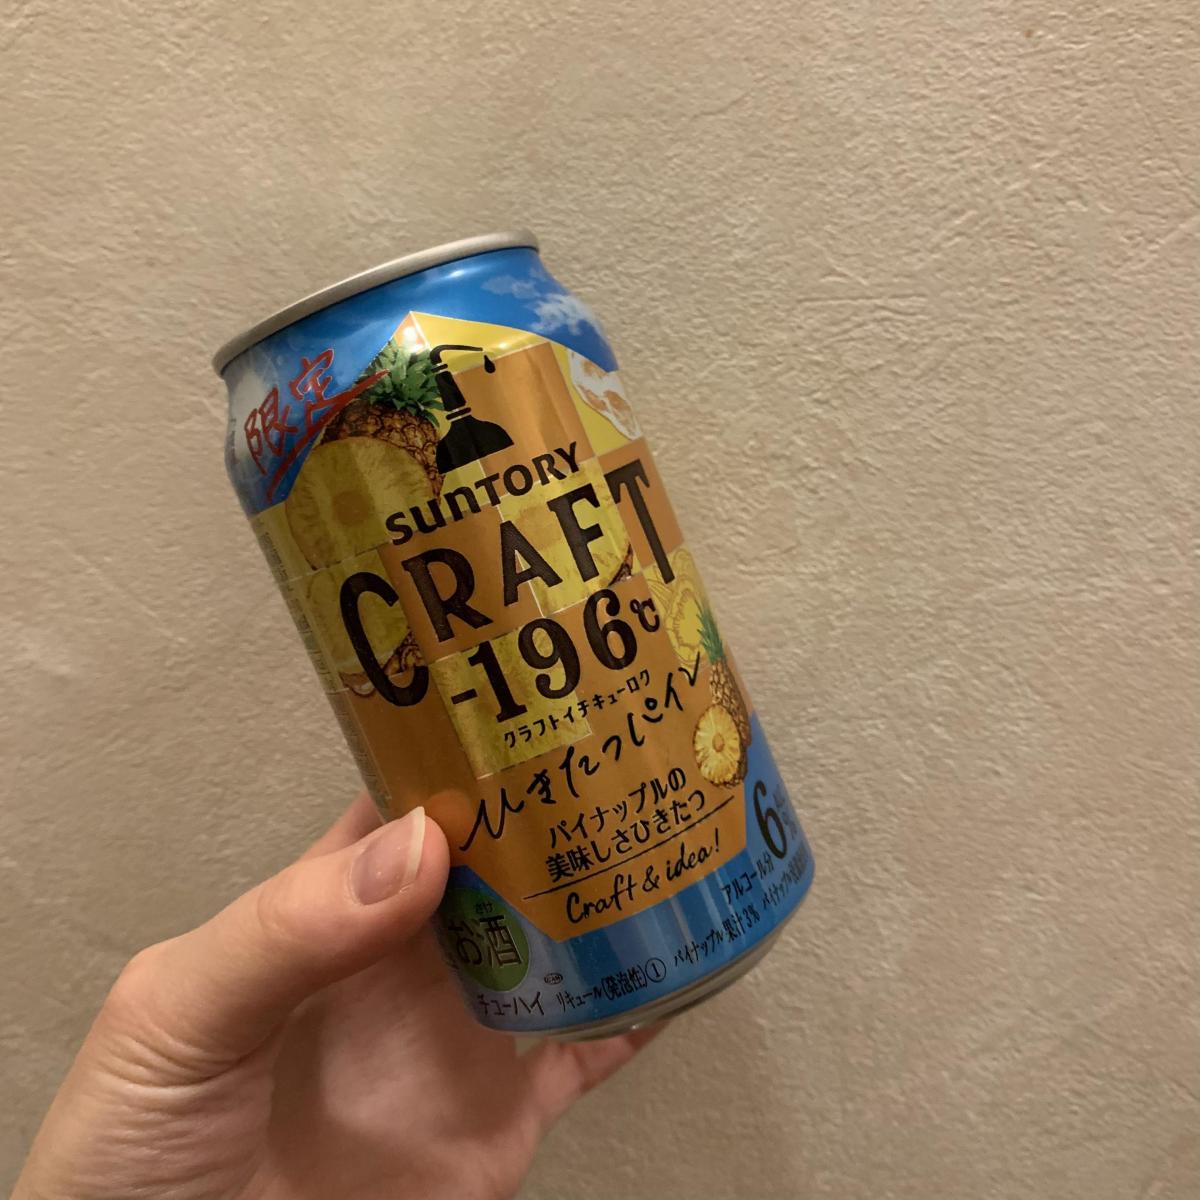 限定
SUNTORY
CRAFT
-196℃
クラフトイチキューロク
ひきたつパイン
パイナップルの
美味しさひきたつ
Craft & idea!
6
アルコール分
さけ
お酒
パイナップル果汁3%
チューハイ リキュール(発泡性)①